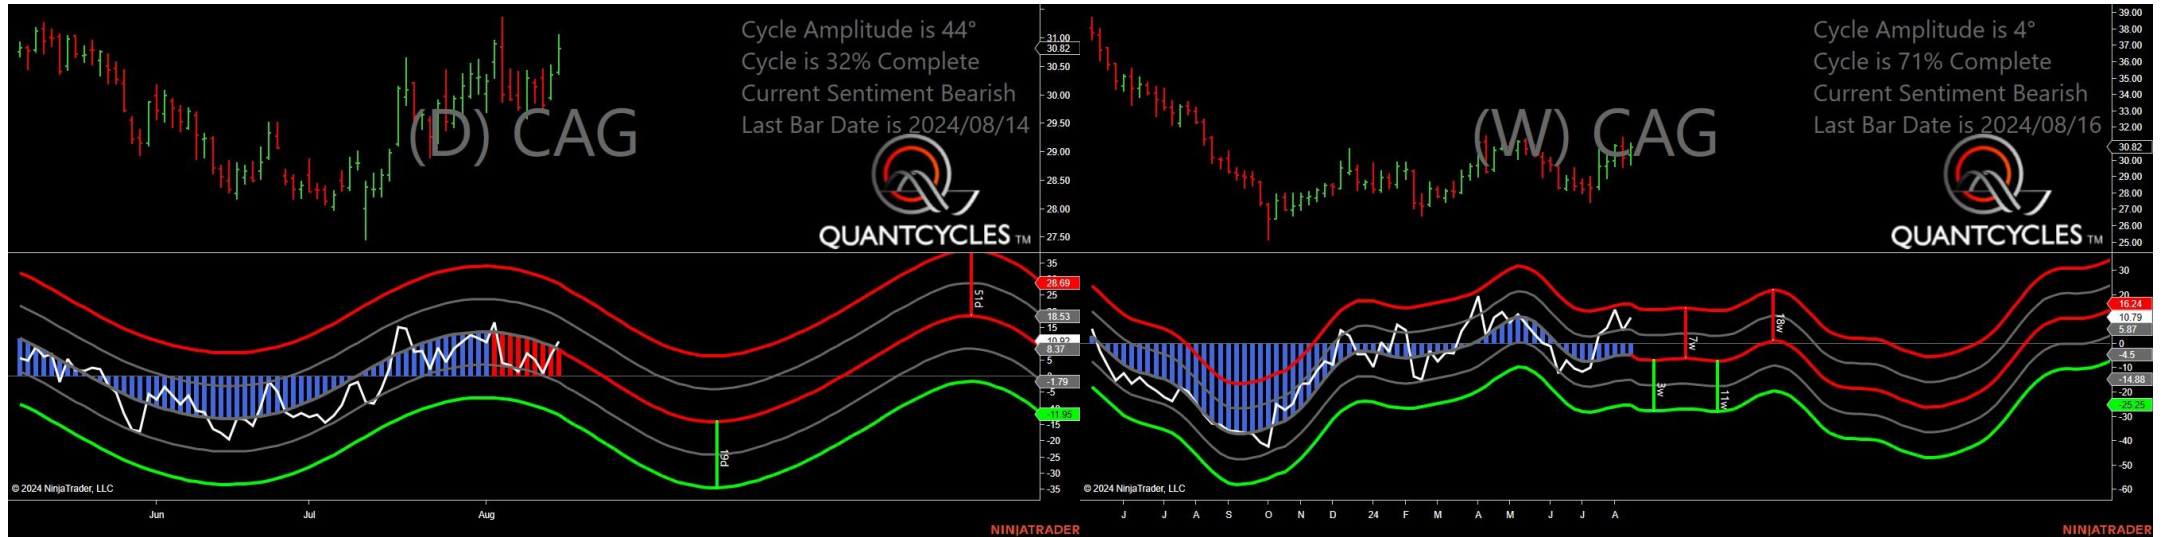 Cycle Amplitude is 44°
Cycle is 32% Complete
Current Sentiment Bearish
Last Bar Date is 2024/08/14
(D) CAG
QUANTCYCLES TM
31.00
30.82
30.50
30.00
29.50
29.00
28.50
28.00
27.50
35
28.69
25
18.53
15
10.92
8.37
-1.79
-5
-11.95
-15
-20
-25
-30
-35
51d
19d
© 2024 NinjaTrader, LLC
Jun Jul Aug
NINJATRADER
Cycle Amplitude is 4°
Cycle is 71% Complete
Current Sentiment Bearish
Last Bar Date is 2024/08/16
(W) CAG
QUANTCYCLES TM
39.00
38.00
37.00
36.00
35.00
34.00
33.00
32.00
30.82
30.00
29.00
28.00
27.00
26.00
25.00
30
20
16.24
10.79
5.87
0
-4.5
-10
-14.88
-20
-25.25
-30
-40
-50
-60
3w
7w
11w
18w
© 2024 NinjaTrader, LLC
J J A S O N D 24 F M A M J J A
NINJATRADER